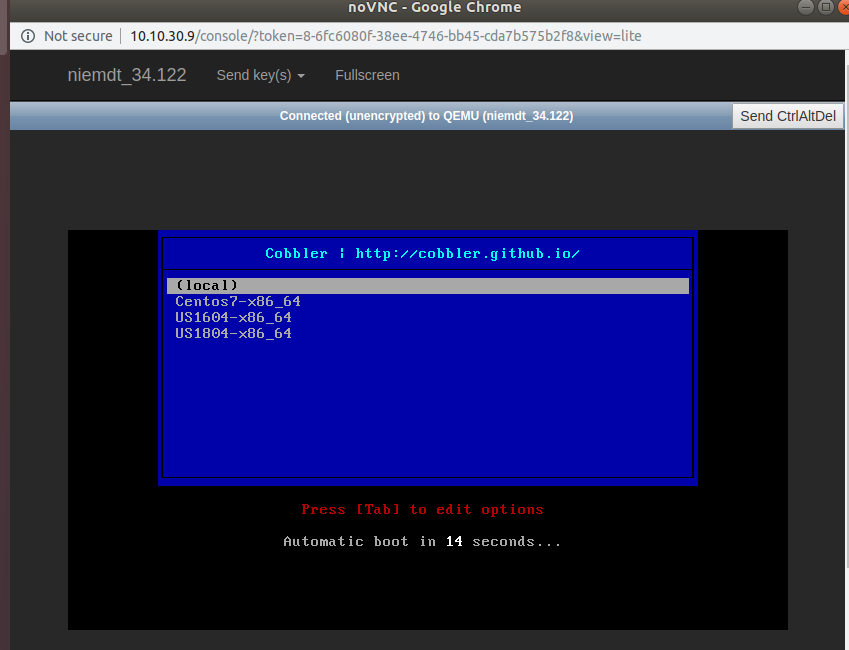 noVNC - Google Chrome
Not secure | 10.10.30.9/console/?token=8-6fc6080f-38ee-4746-bb45-cda7b575b2f8&view=lite
niemdt_34.122 Send key(s) Fullscreen
Connected (unencrypted) to QEMU (niemdt_34.122) Send CtrlAltDel
Cobbler | http://cobbler.github.io/
(local)
Centos7-x86_64
US1604-x86_64
US1804-x86_64
Press [Tab] to edit options
Automatic boot in 14 seconds...